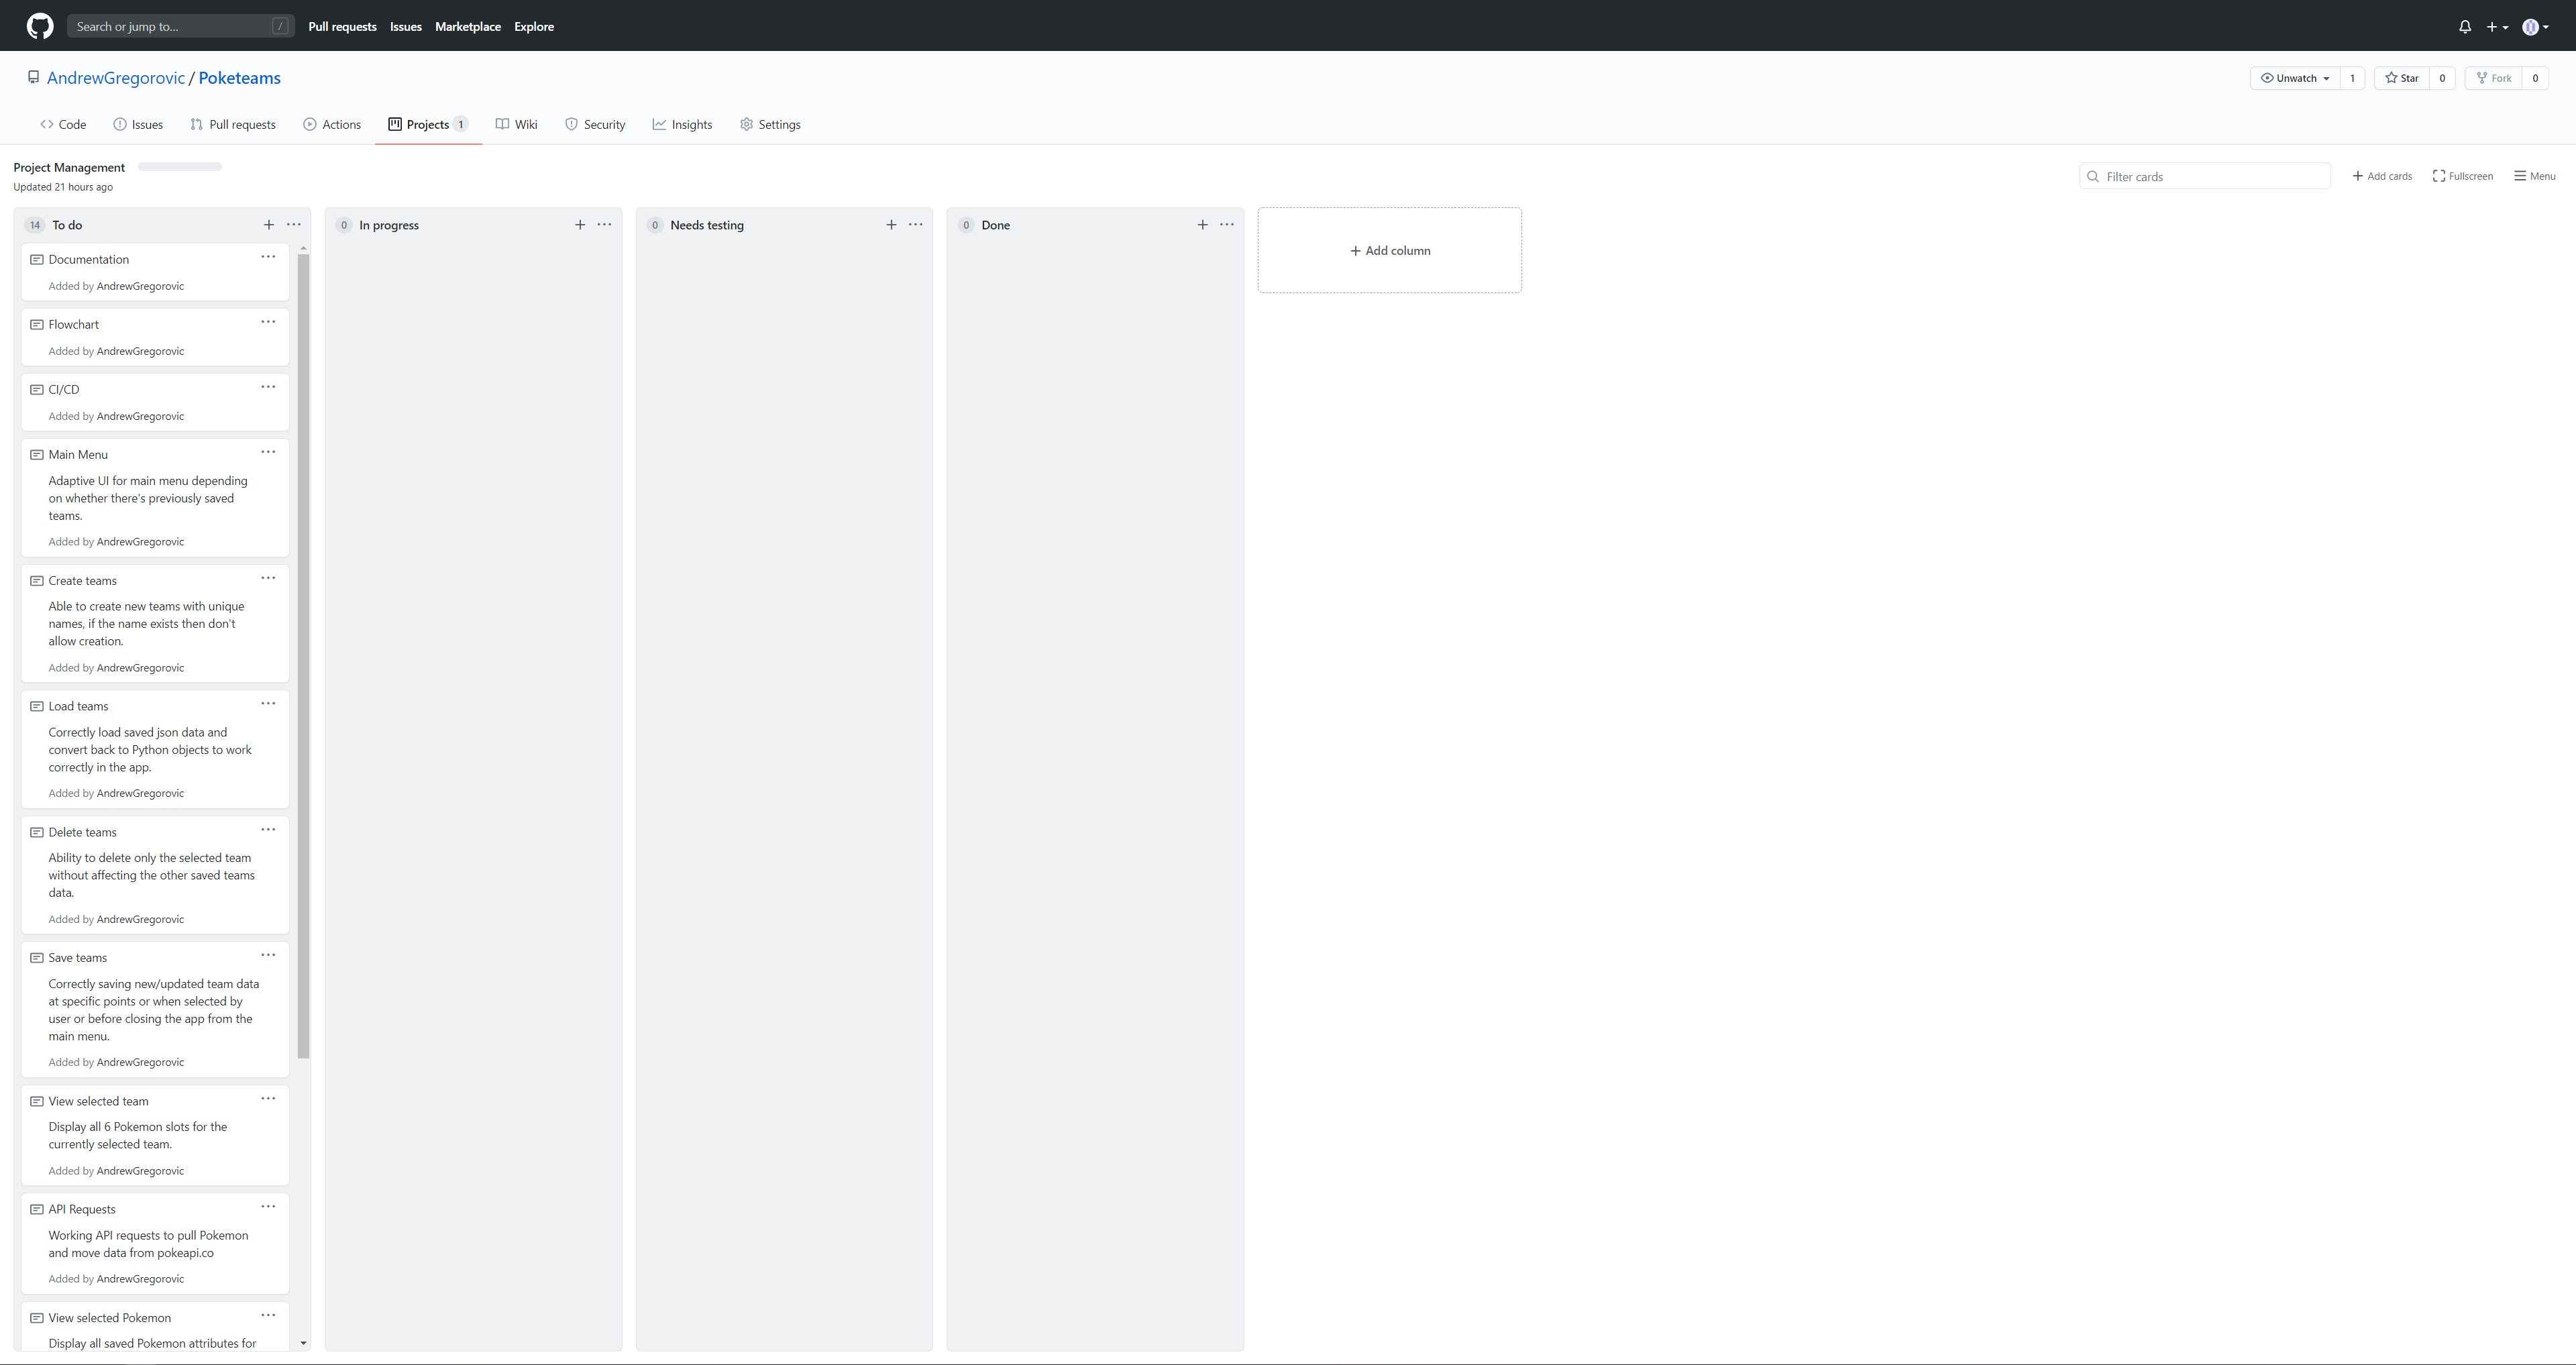 Search or jump to... /
Pull requests Issues Marketplace Explore
AndrewGregorovic / Poketeams
Unwatch 1 Star 0 Fork 0
Code Issues Pull requests Actions Projects 1 Wiki Security Insights Settings
Project Management
Updated 21 hours ago
Filter cards
Add cards Fullscreen Menu
14 To do
Documentation
Added by AndrewGregorovic
Flowchart
Added by AndrewGregorovic
CI/CD
Added by AndrewGregorovic
Main Menu
Adaptive UI for main menu depending
on whether there's previously saved
teams.
Added by AndrewGregorovic
Create teams
Able to create new teams with unique
names, if the name exists then don't
allow creation.
Added by AndrewGregorovic
Load teams
Correctly load saved json data and
convert back to Python objects to work
correctly in the app.
Added by AndrewGregorovic
Delete teams
Ability to delete only the selected team
without affecting the other saved teams
data.
Added by AndrewGregorovic
Save teams
Correctly saving new/updated team data
at specific points or when selected by
user or before closing the app from the
main menu.
Added by AndrewGregorovic
View selected team
Display all 6 Pokemon slots for the
currently selected team.
Added by AndrewGregorovic
API Requests
Working API requests to pull Pokemon
and move data from pokeapi.co
Added by AndrewGregorovic
View selected Pokemon
Display all saved Pokemon attributes for
0 In progress
0 Needs testing
0 Done
Add column